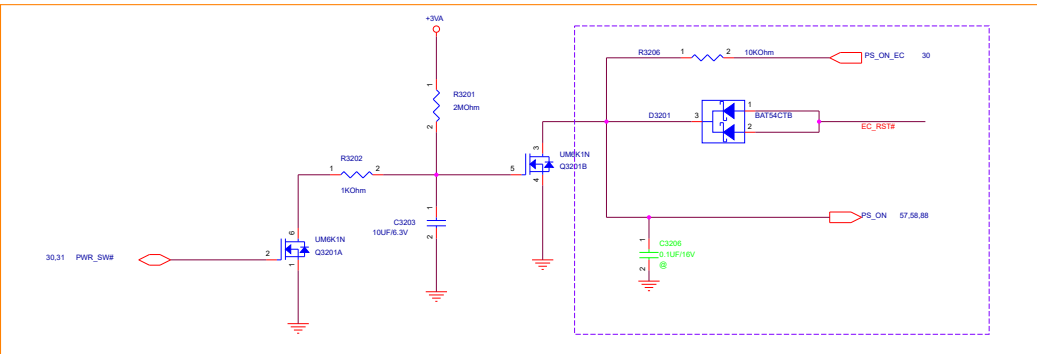 +3VA
R3206 1 2 10KOhm PS_ON_EC 30
1
R3201
2MOhm
2
D3201 3 1 BAT54CTB
2 EC_RST#
3
UM6K1N
Q3201B
5
4
R3202
1 2
1KOhm
1
C3203
10UF/6.3V
2
PS_ON 57,58,88
1
C3206
0.1UF/16V
2
@
6
UM6K1N
Q3201A
2
1
30,31 PWR_SW#